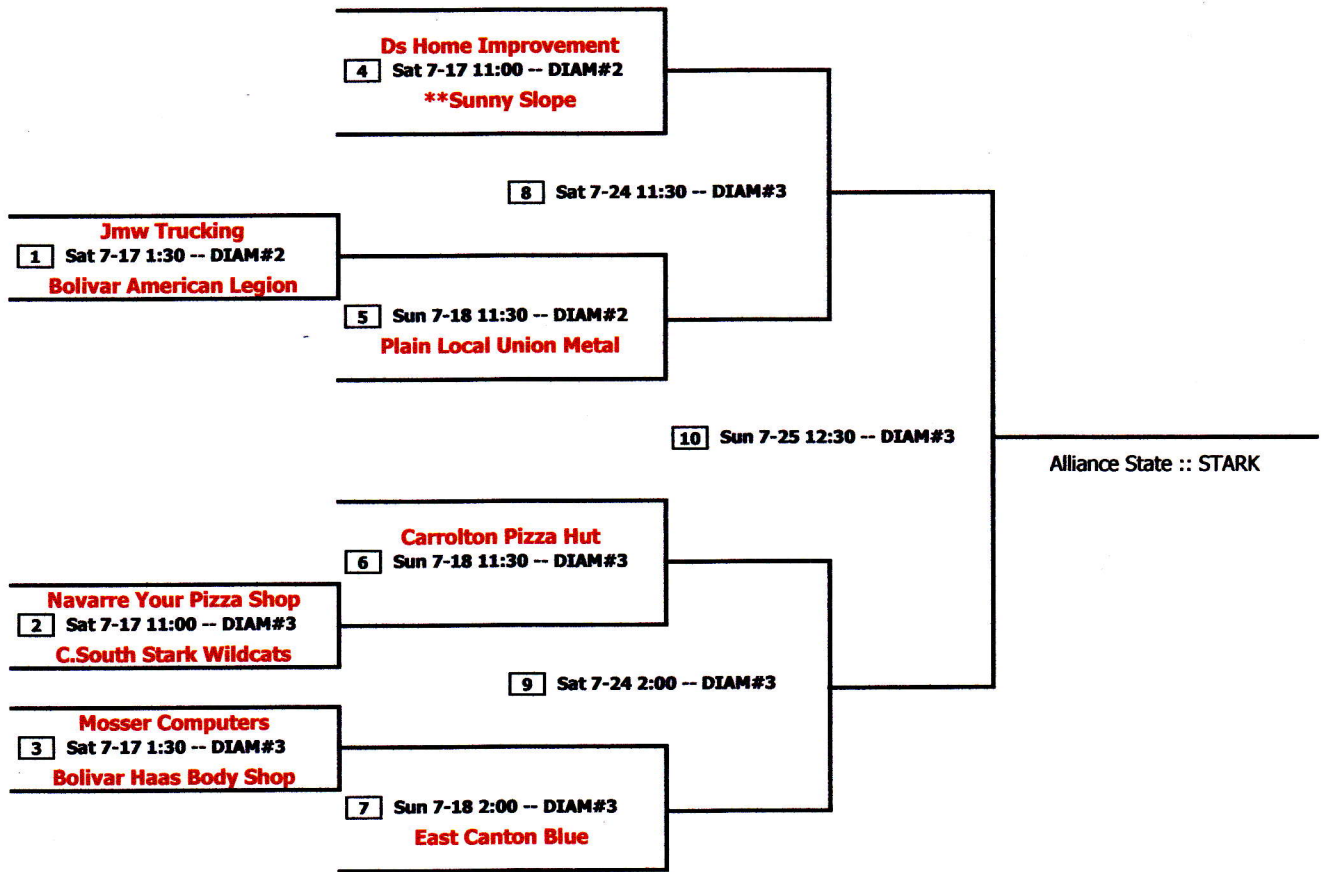 Ds Home Improvement
4 Sat 7-17 11:00 -- DIAM#2
**Sunny Slope
8 Sat 7-24 11:30 -- DIAM#3
Jmw Trucking
1 Sat 7-17 1:30 -- DIAM#2
Bolivar American Legion
5 Sun 7-18 11:30 -- DIAM#2
Plain Local Union Metal
10 Sun 7-25 12:30 -- DIAM#3
Alliance State :: STARK
Carrolton Pizza Hut
6 Sun 7-18 11:30 -- DIAM#3
Navarre Your Pizza Shop
2 Sat 7-17 11:00 -- DIAM#3
C.South Stark Wildcats
9 Sat 7-24 2:00 -- DIAM#3
Mosser Computers
3 Sat 7-17 1:30 -- DIAM#3
Bolivar Haas Body Shop
7 Sun 7-18 2:00 -- DIAM#3
East Canton Blue